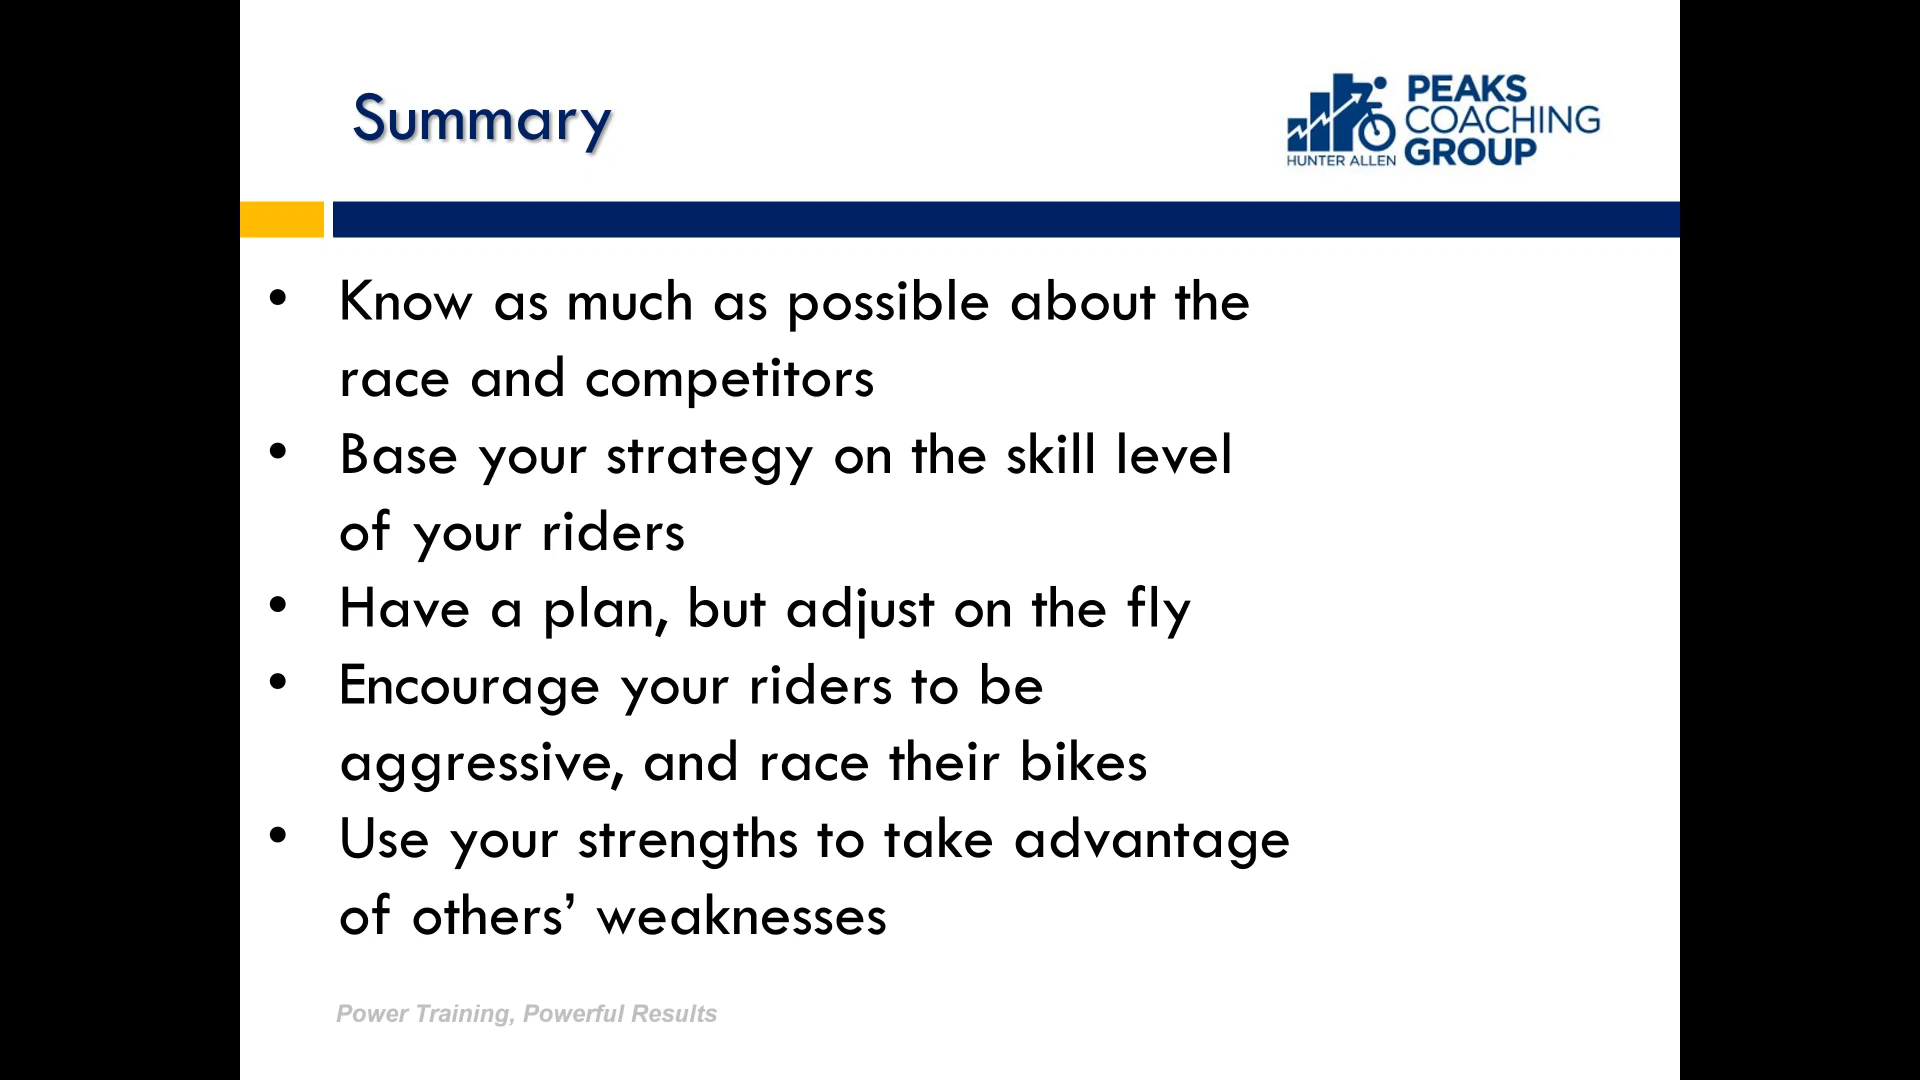 Summary
PEAKS
COACHING
HUNTER ALLEN GROUP
• Know as much as possible about the
race and competitors
• Base your strategy on the skill level
of your riders
• Have a plan, but adjust on the fly
• Encourage your riders to be
aggressive, and race their bikes
• Use your strengths to take advantage
of others’ weaknesses
Power Training, Powerful Results